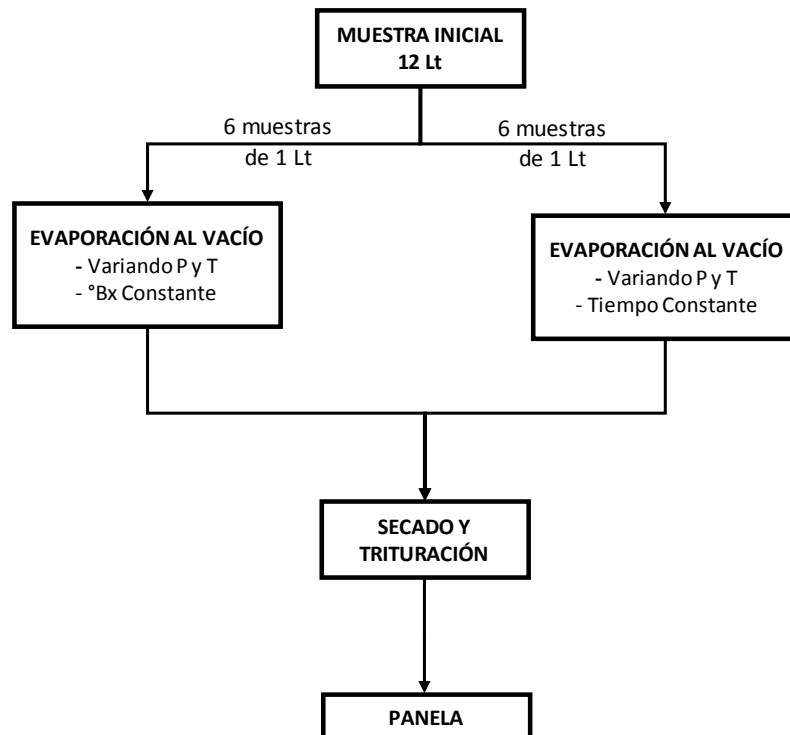 MUESTRA INICIAL
12 Lt
6 muestras
de 1 Lt
6 muestras
de 1 Lt
EVAPORACIÓN AL VACÍO
- Variando P y T
- °Bx Constante
EVAPORACIÓN AL VACÍO
- Variando P y T
- Tiempo Constante
SECADO Y
TRITURACIÓN
PANELA